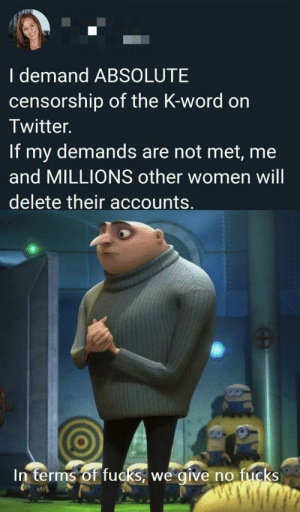 I demand ABSOLUTE
censorship of the K-word on
Twitter.
If my demands are not met, me
and MILLIONS other women will
delete their accounts.
In terms of fucks, we give no fucks